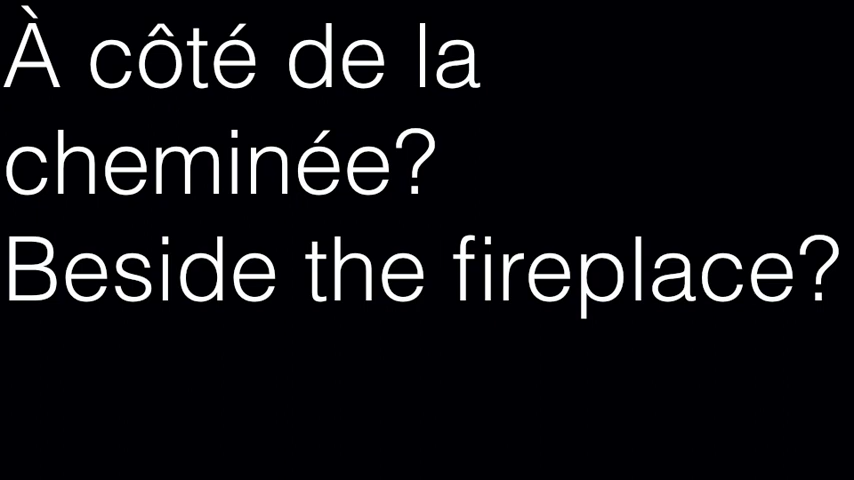 À côté de la
cheminée?
Beside the fireplace?